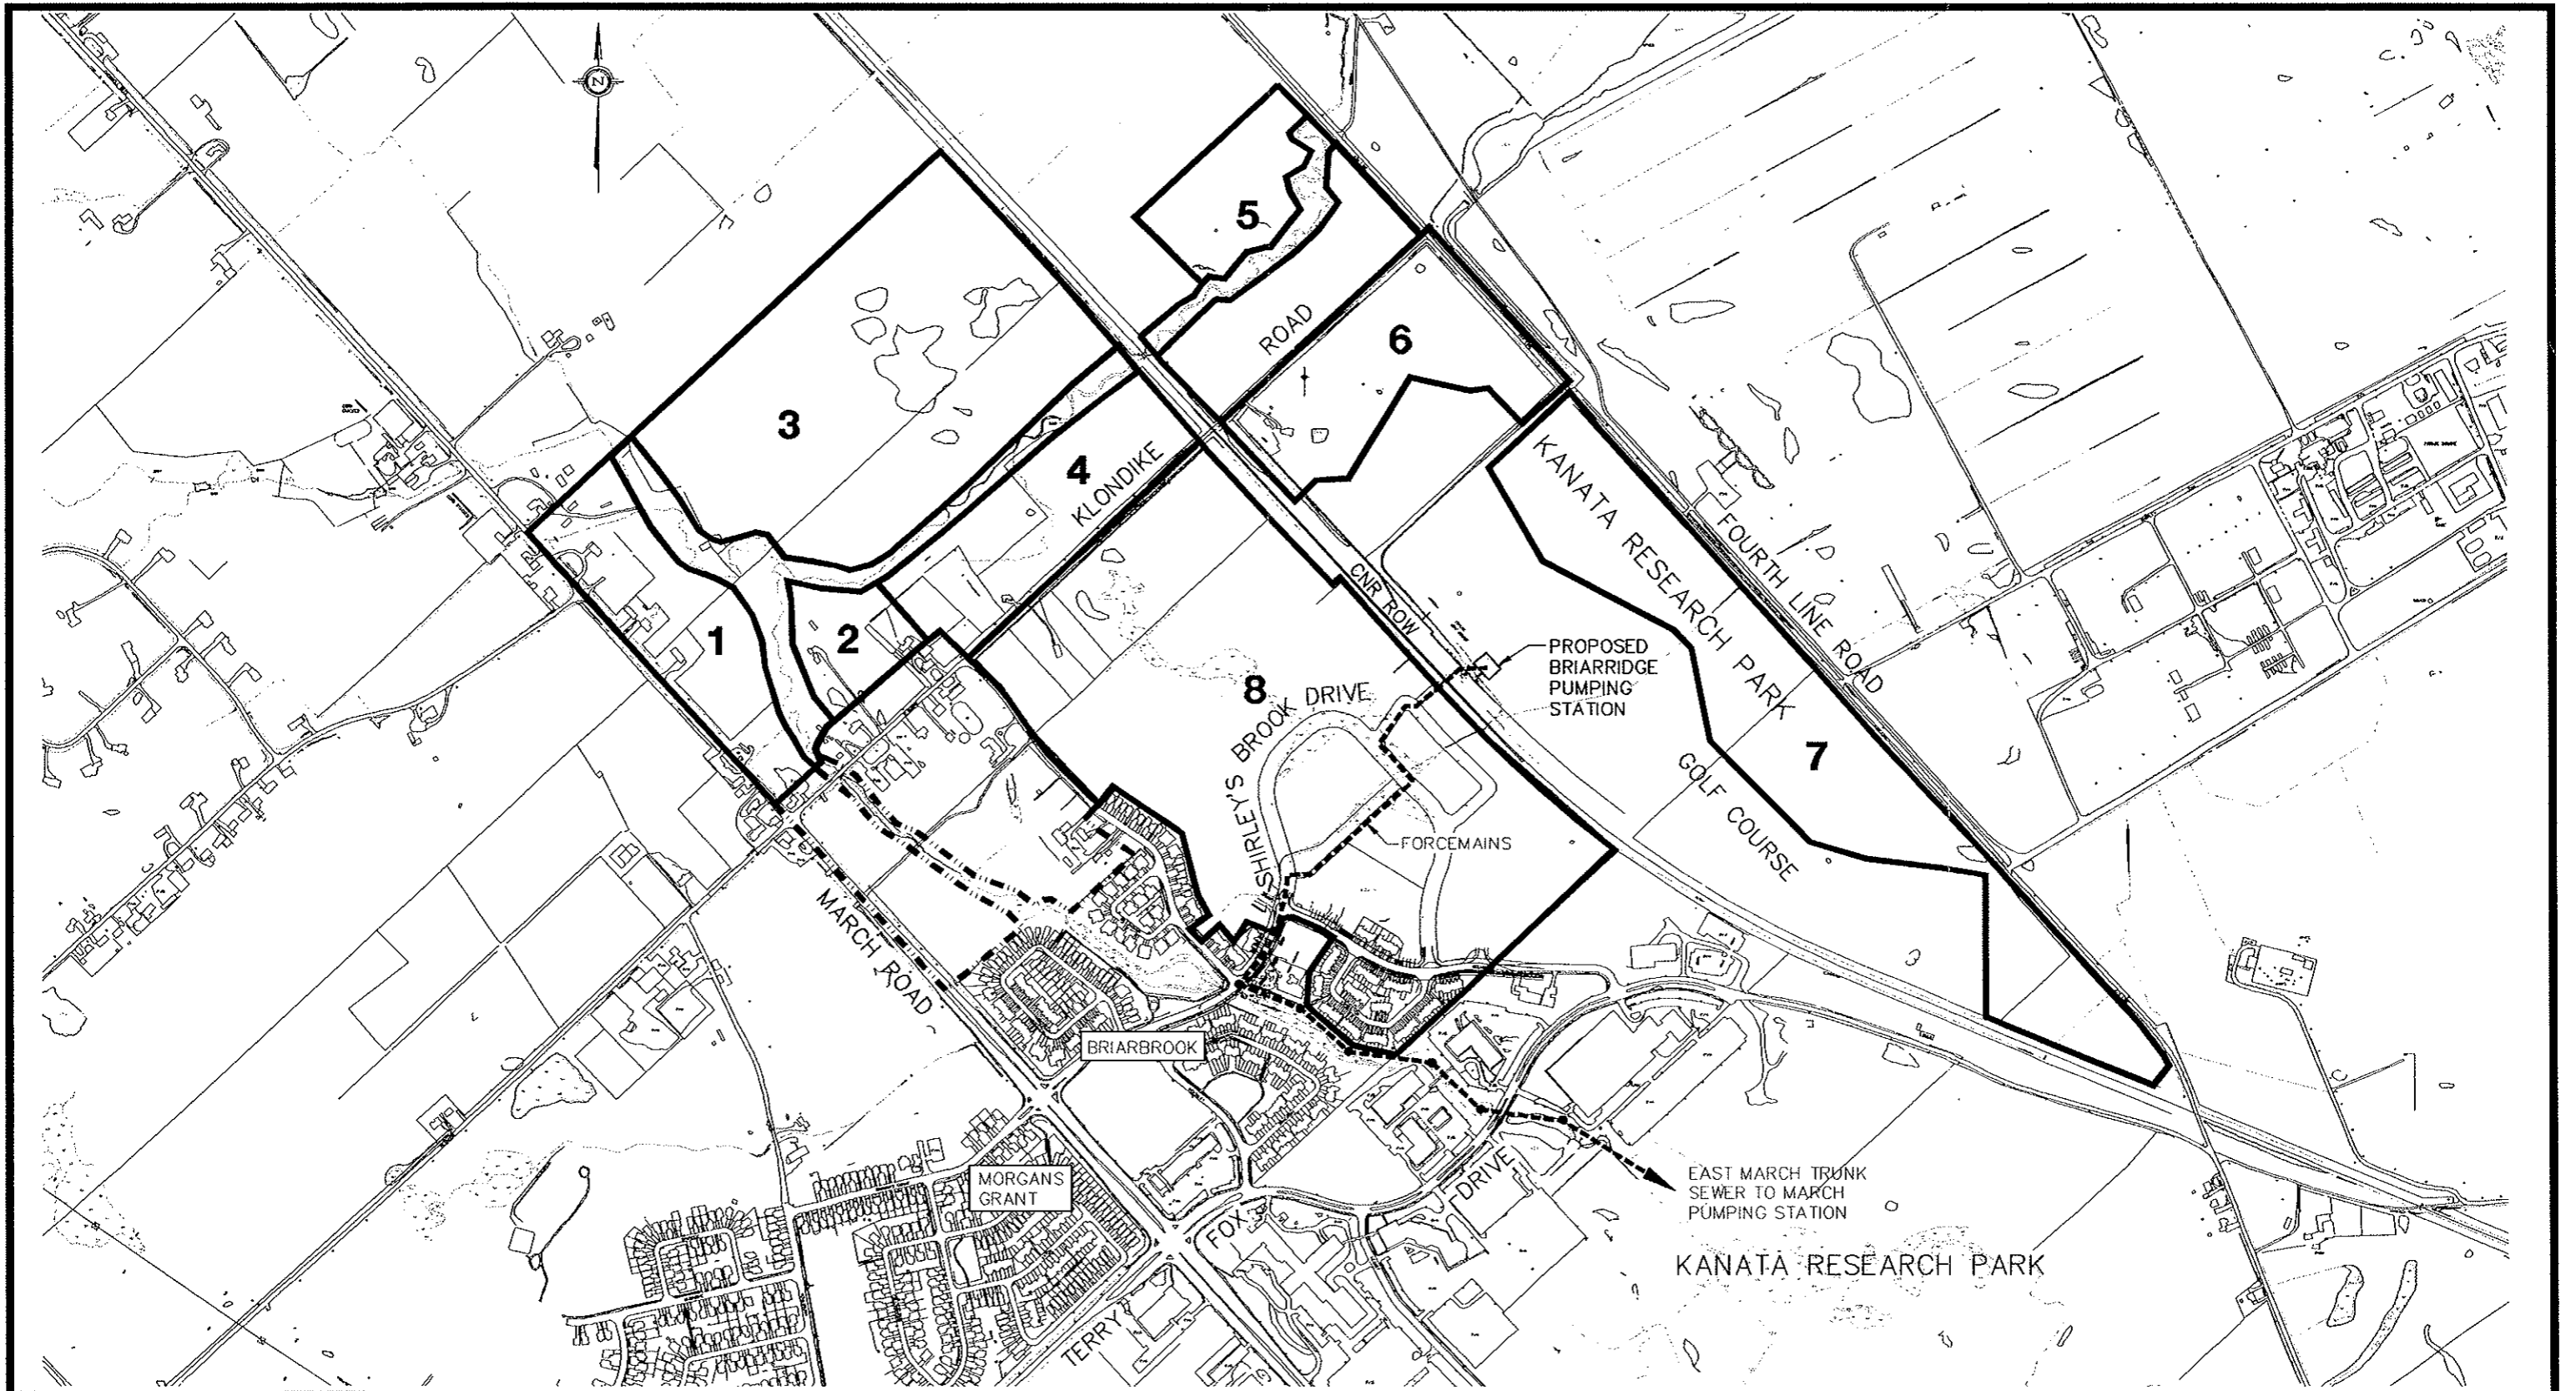 N
5
ROAD
6
3
4
KLONDIKE
KANATA RESEARCH PARK
FOURTH LINE ROAD
CNR ROW
1
2
PROPOSED
BRIARRIDGE
PUMPING
STATION
8
SHIRLEY'S BROOK DRIVE
7
GOLF COURSE
FORCEMAINS
MARCH ROAD
BRIARBROOK
MORGANS
GRANT
EAST MARCH TRUNK
SEWER TO MARCH
PUMPING STATION
DRIVE
FOX
TERRY
KANATA RESEARCH PARK